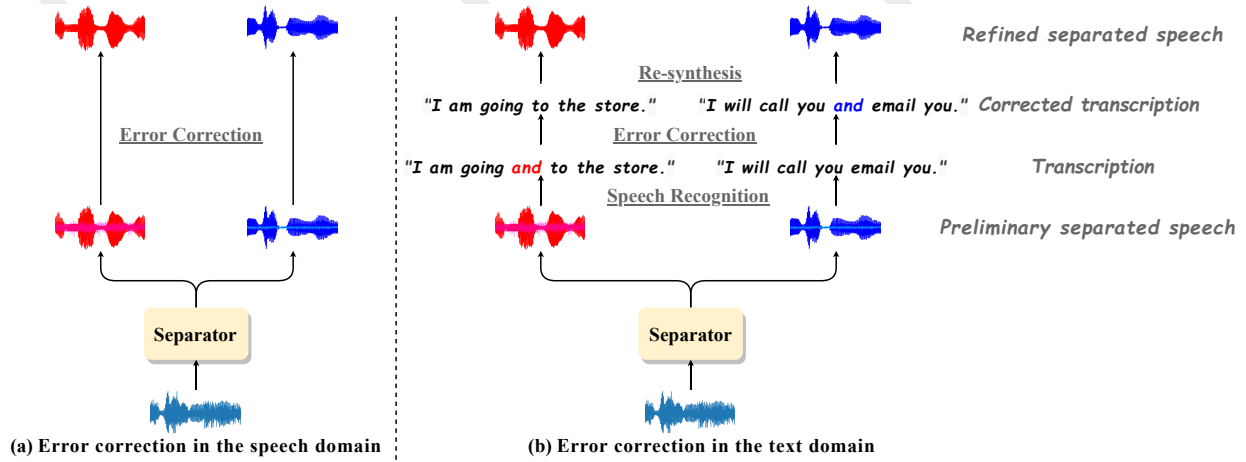 Refined separated speech
Re-synthesis
"I am going to the store." "I will call you and email you." Corrected transcription
Error Correction Error Correction
"I am going and to the store." "I will call you email you." Transcription
Speech Recognition
Preliminary separated speech
Separator Separator
(a) Error correction in the speech domain (b) Error correction in the text domain